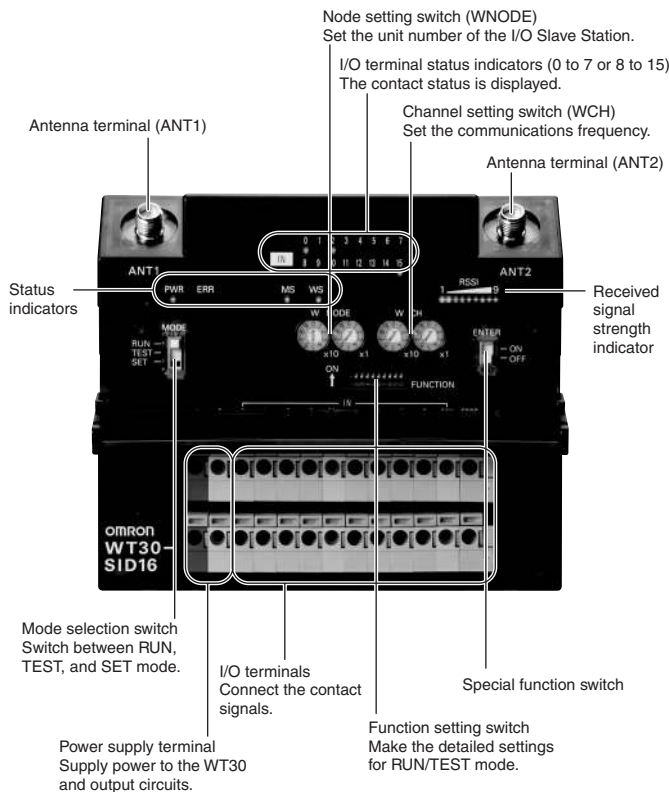 Node setting switch (WNODE)
Set the unit number of the I/O Slave Station.
I/O terminal status indicators (0 to 7 or 8 to 15)
The contact status is displayed.
Antenna terminal (ANT1)
Channel setting switch (WCH)
Set the communications frequency.
Antenna terminal (ANT2)
0 1 2 3 4 5 6 7
IN
8 9 10 11 12 13 14 15
ANT1
ANT2
Status
indicators
PWR ERR MS WS
RSSI
1 9
Received
signal
strength
indicator
MODE
RUN
TEST
SET
W NODE
x10 x1
W CH
x10 x1
ENTER
ON
OFF
ON
FUNCTION
IN
OMRON
WT30-
SID16
Mode selection switch
Switch between RUN,
TEST, and SET mode.
I/O terminals
Connect the contact
signals.
Special function switch
Function setting switch
Make the detailed settings
for RUN/TEST mode.
Power supply terminal
Supply power to the WT30
and output circuits.